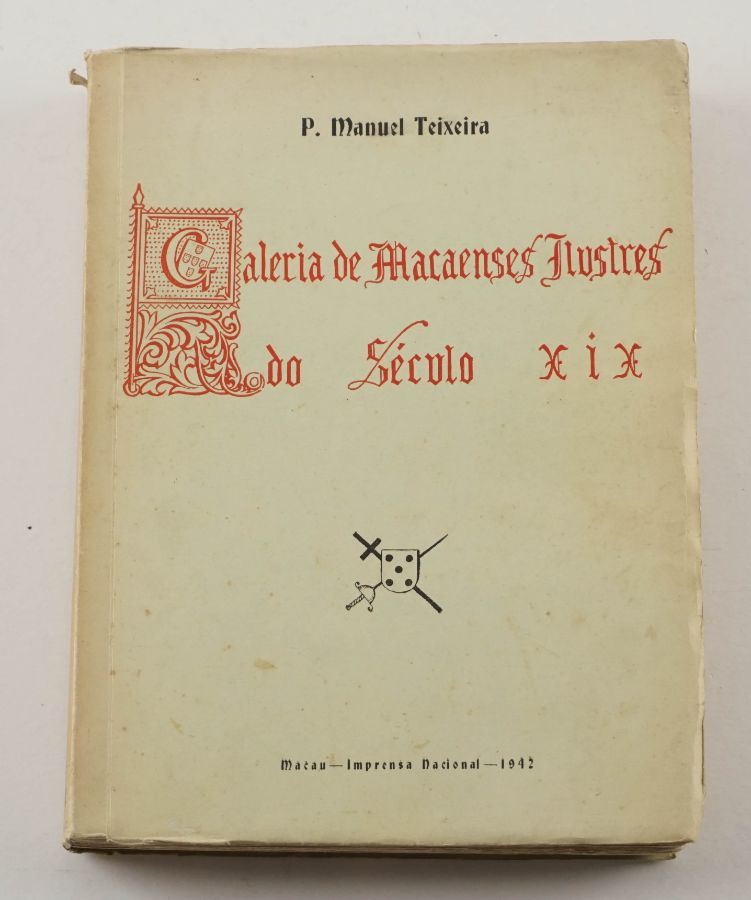 P. Manuel Teixeira
Galeria de Macaenses Ilustres
do Século XIX
Macau—Imprensa Nacional—1942